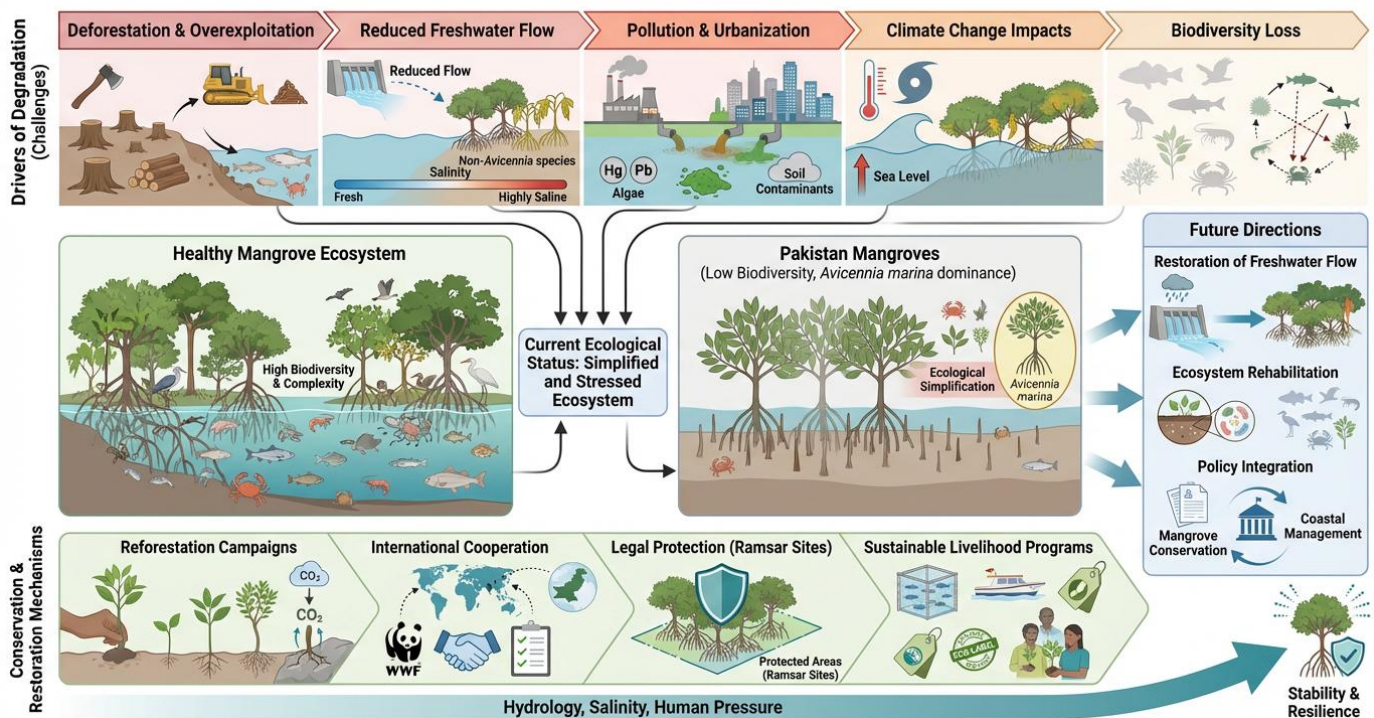 Drivers of Degradation
(Challenges)
Deforestation & Overexploitation
Reduced Freshwater Flow
Pollution & Urbanization
Climate Change Impacts
Biodiversity Loss
Reduced Flow
Non-Avicennia species
Salinity
Fresh
Highly Saline
Hg
Pb
Algae
Soil
Contaminants
Sea Level
Healthy Mangrove Ecosystem
High Biodiversity
& Complexity
Current Ecological
Status: Simplified
and Stressed
Ecosystem
Pakistan Mangroves
(Low Biodiversity, Avicennia marina dominance)
Ecological
Simplification
Avicennia
marina
Future Directions
Restoration of Freshwater Flow
Ecosystem Rehabilitation
Policy Integration
Mangrove
Conservation
Coastal
Management
Conservation &
Restoration Mechanisms
Reforestation Campaigns
CO₂
CO₂
International Cooperation
WWF
Legal Protection (Ramsar Sites)
Protected Areas
(Ramsar Sites)
Sustainable Livelihood Programs
ECO LABEL
Hydrology, Salinity, Human Pressure
Stability &
Resilience